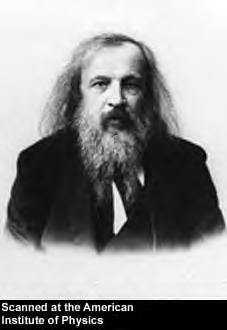 Scanned at the American
Institute of Physics